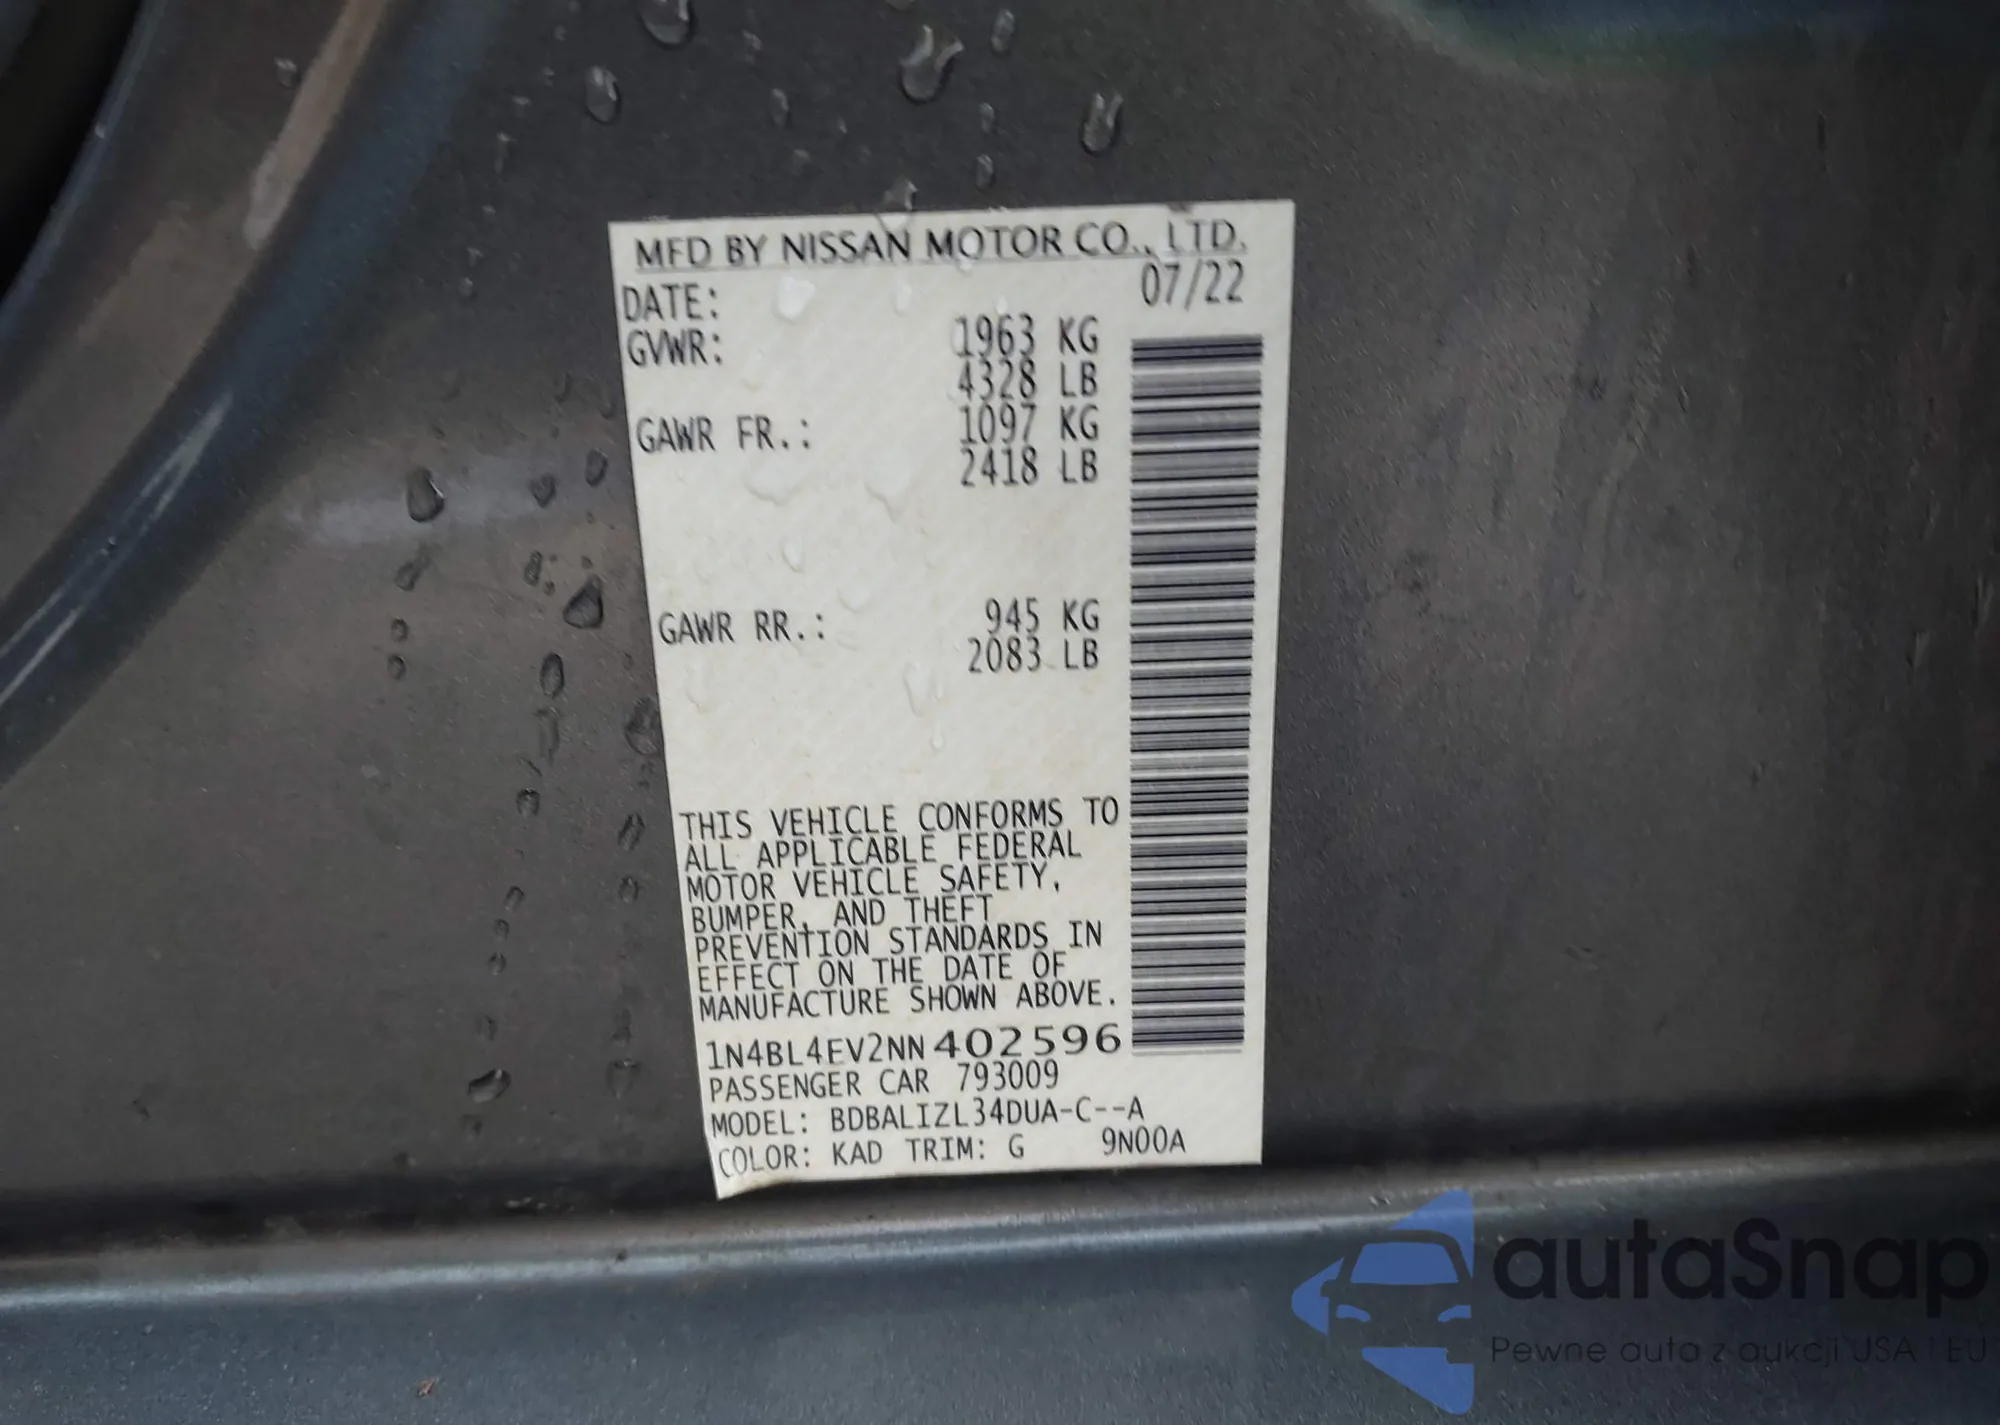 MFD BY NISSAN MOTOR CO., LTD.
DATE: 07/22
GVWR: 1963 KG
4328 LB
GAWR FR.: 1097 KG
2418 LB
GAWR RR.: 945 KG
2083 LB
THIS VEHICLE CONFORMS TO
ALL APPLICABLE FEDERAL
MOTOR VEHICLE SAFETY,
BUMPER, AND THEFT
PREVENTION STANDARDS IN
EFFECT ON THE DATE OF
MANUFACTURE SHOWN ABOVE.
1N4BL4EV2NN402596
PASSENGER CAR 793009
MODEL: BDBALIZL34DUA-C--A
COLOR: KAD TRIM: G 9N00A
autaSnap
Pewne auta z aukcji USA i EU